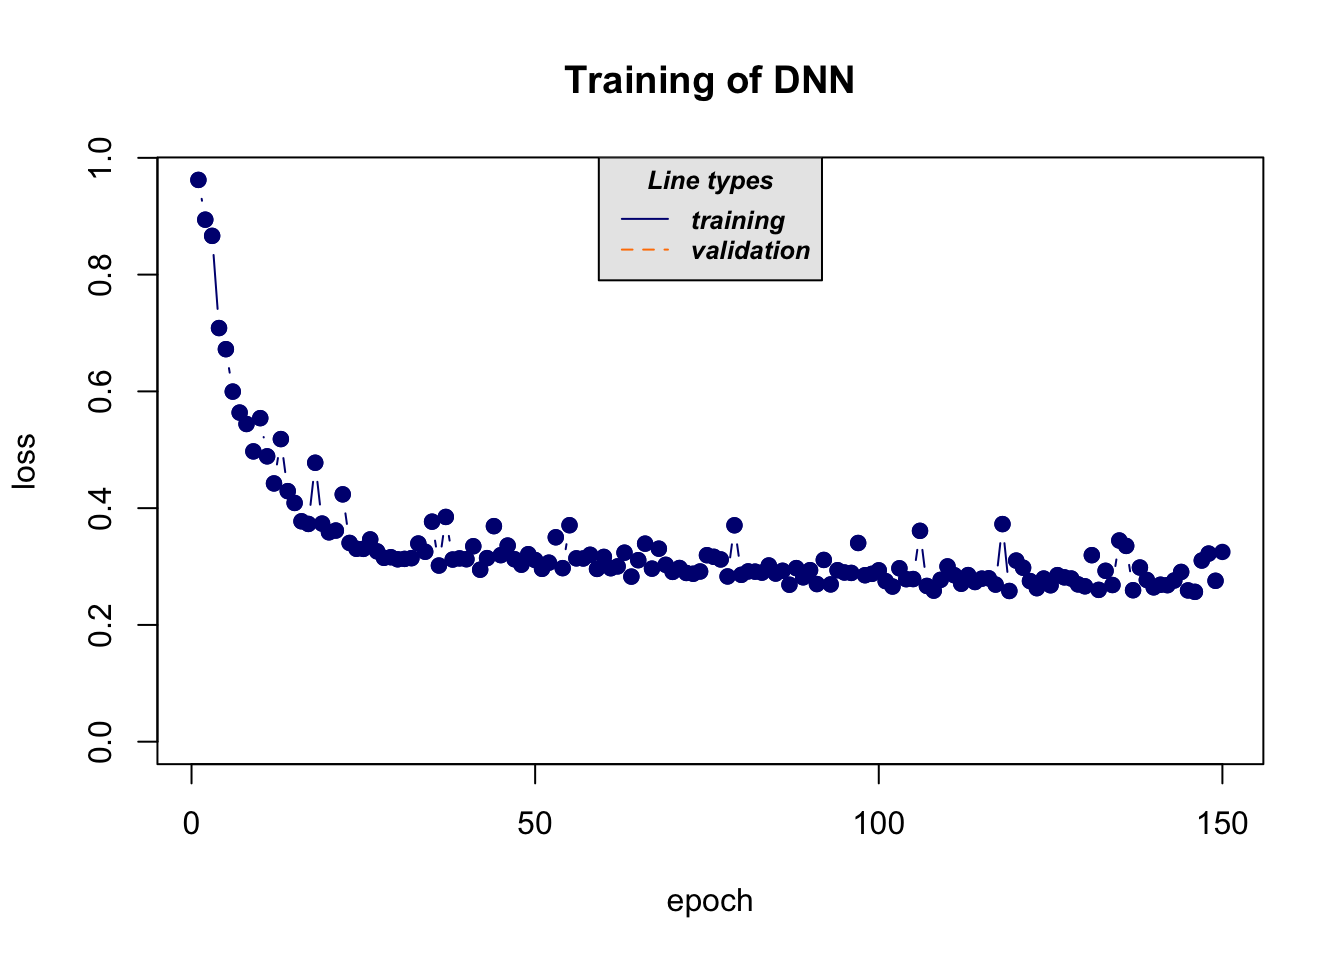 Training of DNN
Line types
training
validation
1.0
0.8
0.6
0.4
0.2
0.0
loss
0 50 100 150
epoch